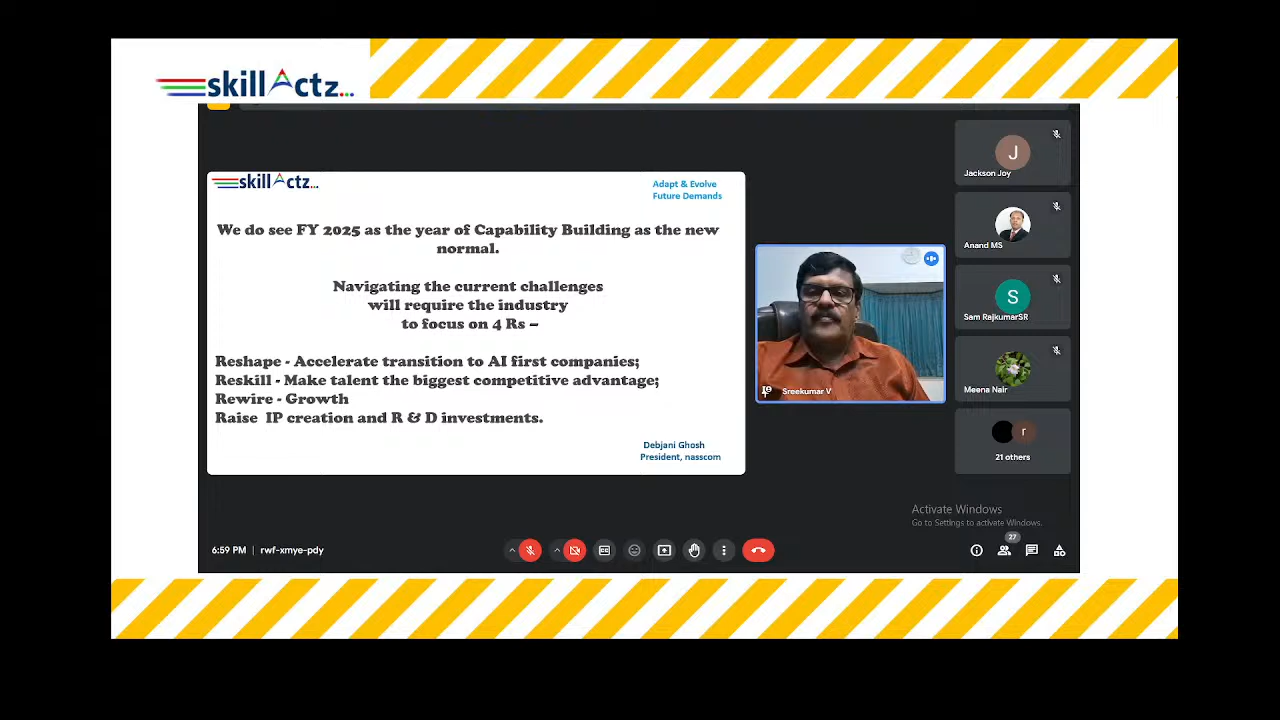 skillActz...
skillActz...
Adapt & Evolve
Future Demands
We do see FY 2025 as the year of Capability Building as the new
normal.
Navigating the current challenges
will require the industry
to focus on 4 Rs –
Reshape - Accelerate transition to AI first companies;
Reskill - Make talent the biggest competitive advantage;
Rewire - Growth
Raise IP creation and R & D investments.
Debjani Ghosh
President, nasscom
Sreekumar V
J
Jackson Joy
Anand MS
S
Sam RajkumarSR
Meena Nair
r
21 others
Activate Windows
Go to Settings to activate Windows.
6:59 PM | rwf-xmye-pdy
27